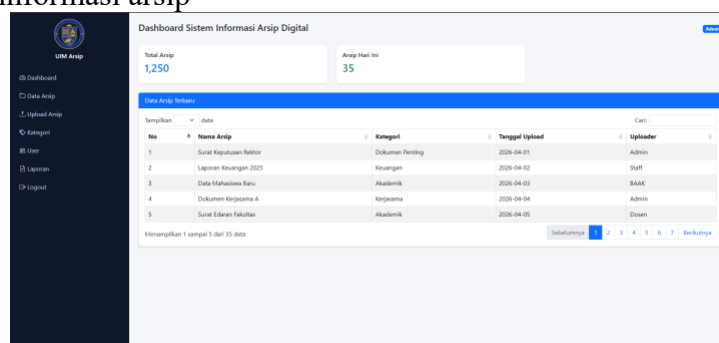 informasi arsip
Dashboard Sistem Informasi Arsip Digital
Admin
UIM Arsip
Dashboard
Data Arsip
Upload Arsip
Kategori
User
Laporan
Logout
Total Arsip
1,250
Arsip Hari Ini
35
Data Arsip Terbaru
Tampilkan data
Cari:
No Nama Arsip Kategori Tanggal Upload Uploader
1 Surat Keputusan Rektor Dokumen Penting 2026-04-01 Admin
2 Laporan Keuangan 2025 Keuangan 2026-04-02 Staff
3 Data Mahasiswa Baru Akademik 2026-04-03 BAAK
4 Dokumen Kerjasama A Kerjasama 2026-04-04 Admin
5 Surat Edaran Fakultas Akademik 2026-04-05 Dosen
Menampilkan 1 sampai 5 dari 35 data
Sebelumnya 1 2 3 4 5 6 7 Berikutnya